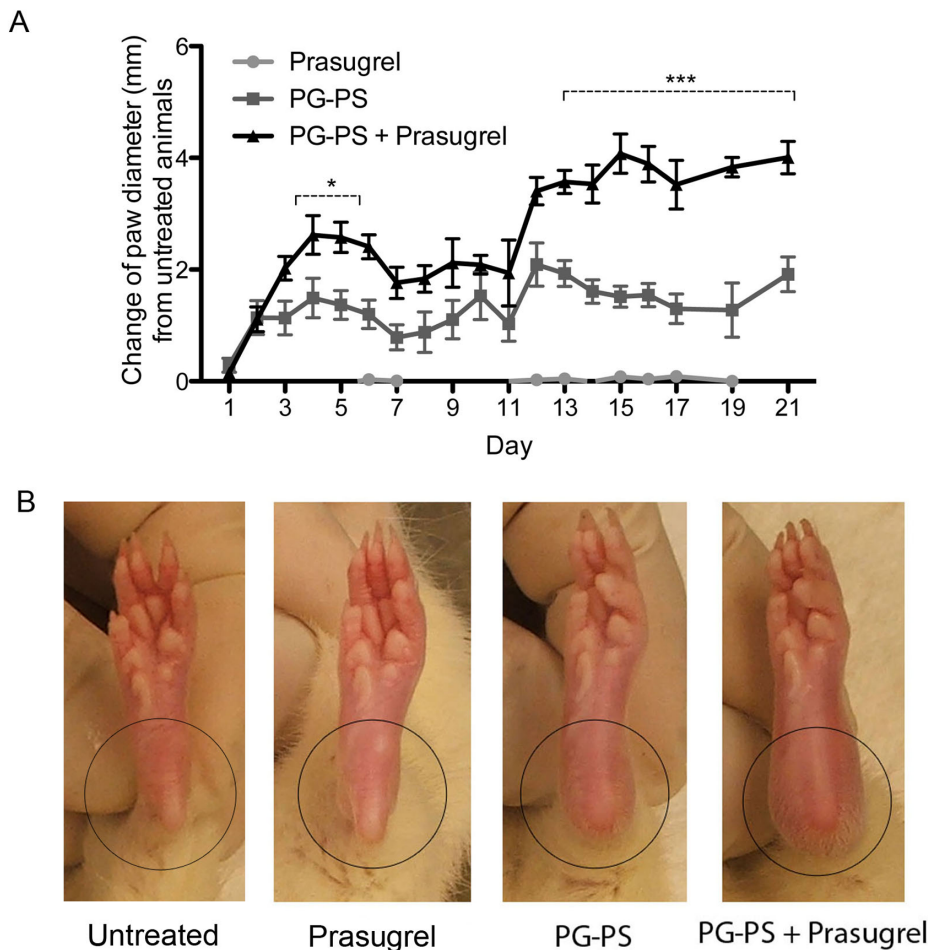 A
Change of paw diameter (mm)
from untreated animals
6
4
2
0
Prasugrel
PG-PS
PG-PS + Prasugrel
*
***
1 3 5 7 9 11 13 15 17 19 21
Day
B
Untreated Prasugrel PG-PS PG-PS + Prasugrel